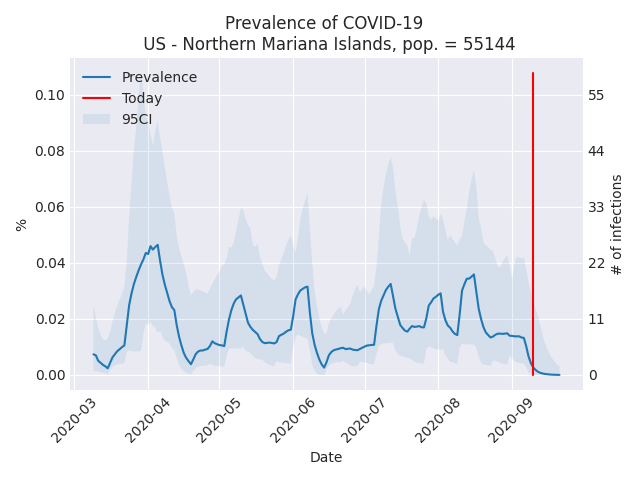 Prevalence of COVID-19
US - Northern Mariana Islands, pop. = 55144
Prevalence
Today
95CI
0.10
0.08
0.06
0.04
0.02
0.00
%
55
44
33
22
11
0
# of infections
2020-03
2020-04
2020-05
2020-06
2020-07
2020-08
2020-09
Date